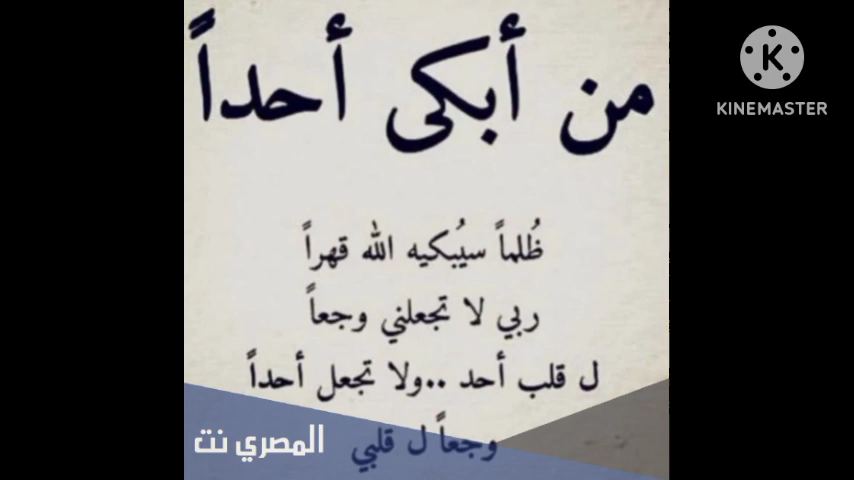 من أبكى أحداً
ظُلماً سيُبكيه الله قهراً
ربي لا تجعلني وجعاً
ل قلب أحد ..ولا تجعل أحداً
وجعاً ل قلبي
المصري نت
KINEMASTER